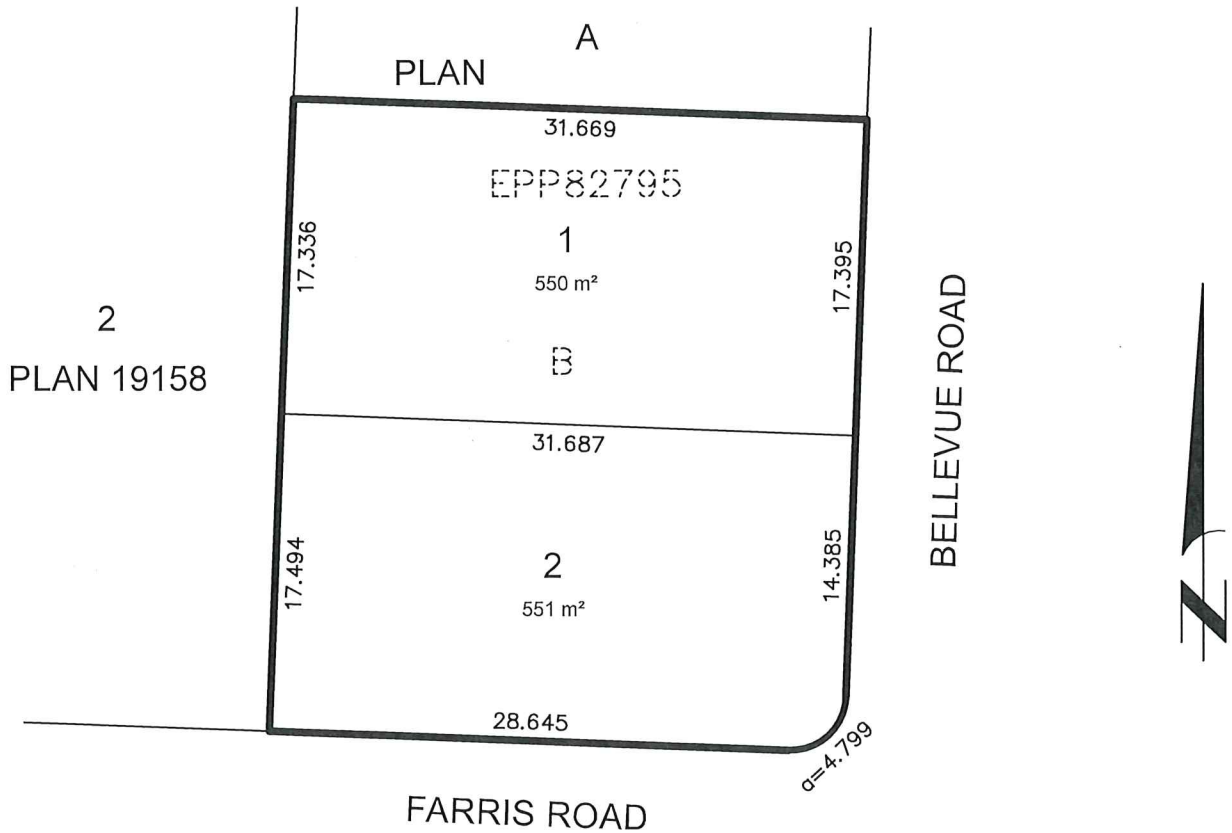 A
PLAN
31.669
EPP82795
17.336
1
17.395
550 m²
2
PLAN 19158
B
BELLEVUE ROAD
31.687
17.494
2
14.385
551 m²
N
28.645
a=4.799
FARRIS ROAD